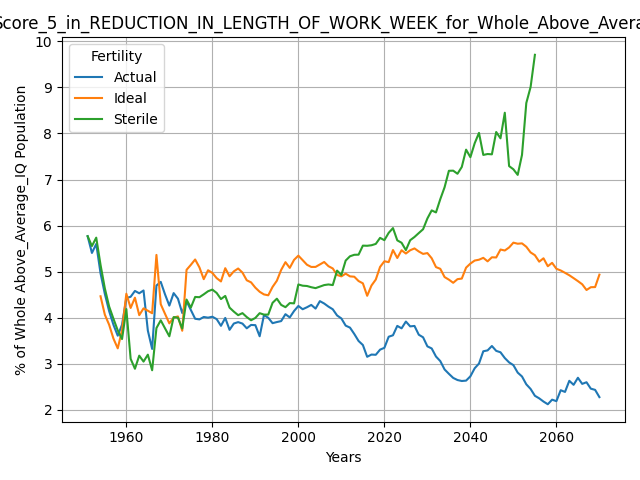 Score_5_in_REDUCTION_IN_LENGTH_OF_WORK_WEEK_for_Whole_Above_Avera
Fertility
Actual
Ideal
Sterile
% of Whole Above_Average_IQ Population
10
9
8
7
6
5
4
3
2
1960 1980 2000 2020 2040 2060
Years